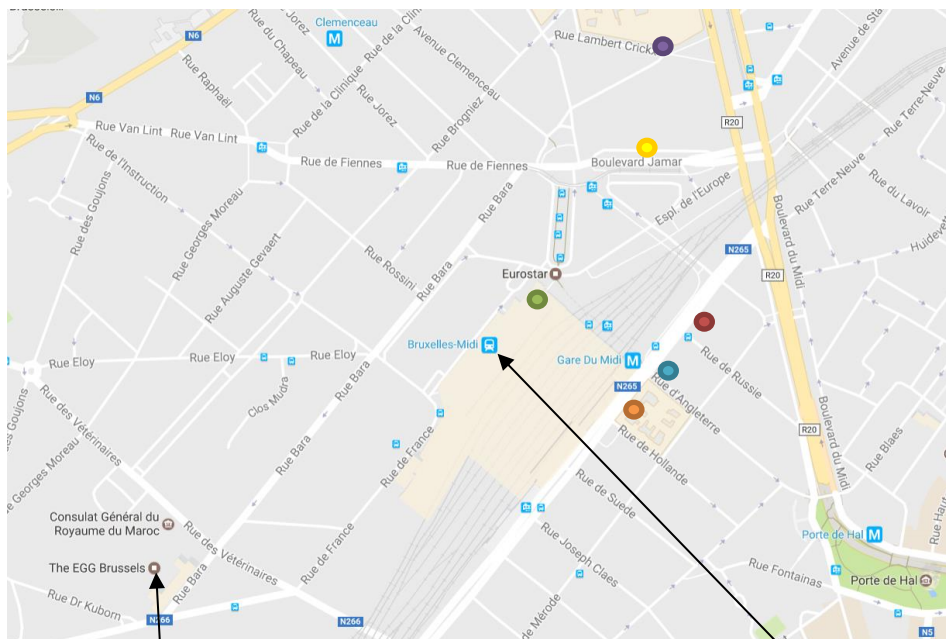 Clemenceau
N6
Rue Lambert Crickx
Avenue de Sta
Rue Jorez
Rue du Chapeau
Rue de la Clinique
Rue de la
Avenue Clemenceau
Rue Raphaël
N6
Rue Jorez
Rue Brogniez
R20
Rue Terre-Neuve
Rue Van Lint
Rue Van Lint
Rue de Fiennes
Rue de Fiennes
Boulevard Jamar
Rue de l'Instruction
Rue des Goujons
Rue Georges Moreau
Rue Bara
Espl. de l'Europe
Rue Terre-Neuve
Rue du Lavoir
Boulevard du Midi
Huidevet
N265
Rue Auguste Gevaert
Rue Rossini
Rue Bara
Eurostar
R20
Bruxelles-Midi
Gare Du Midi
Rue Eloy
Rue Eloy
Rue Eloy
Rue de Russie
N265
Rue d'Angleterre
Clos Mudra
Rue Bara
des Goujons
Rue des Vétérinaires
Boulevard du Midi
R20
Rue Blaes
Rue de Hollande
Rue Georges Moreau
Rue Bara
Rue de France
Rue de Suède
Rue Haut
Consulat Général du
Royaume du Maroc
Rue des Vétérinaires
Rue de France
Rue Joseph Claes
Porte de Hal
The EGG Brussels
Rue Bara
Rue Fontainas
Porte de Hal
Rue Dr Kuborn
N266
N266
de Mérode
N5